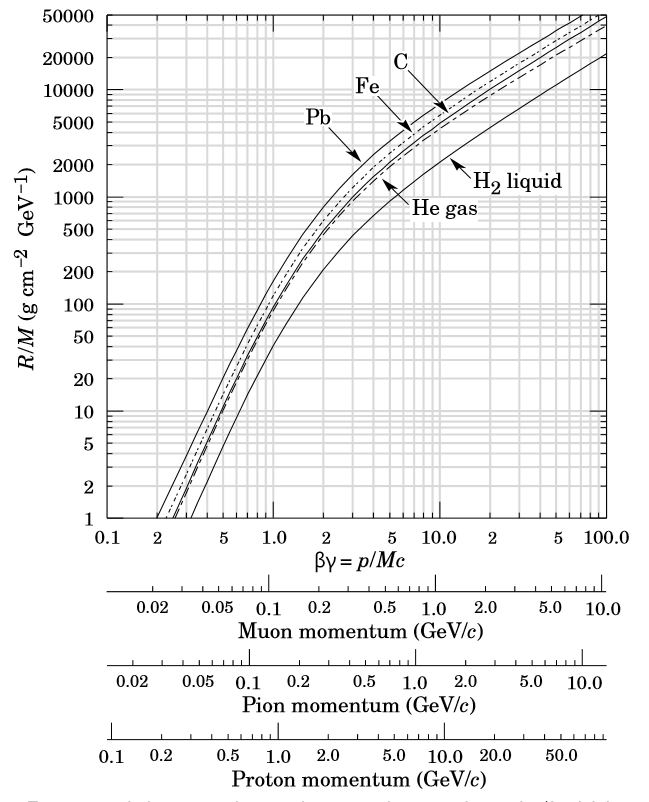 50000
20000
10000
5000
2000
1000
500
200
100
50
20
10
5
2
1
R/M (g cm−2 GeV−1)
C
Fe
Pb
H2 liquid
He gas
0.1 2 5 1.0 2 5 10.0 2 5 100.0
βγ = p/Mc
0.02 0.05 0.1 0.2 0.5 1.0 2.0 5.0 10.0
Muon momentum (GeV/c)
0.02 0.05 0.1 0.2 0.5 1.0 2.0 5.0 10.0
Pion momentum (GeV/c)
0.1 0.2 0.5 1.0 2.0 5.0 10.0 20.0 50.0
Proton momentum (GeV/c)